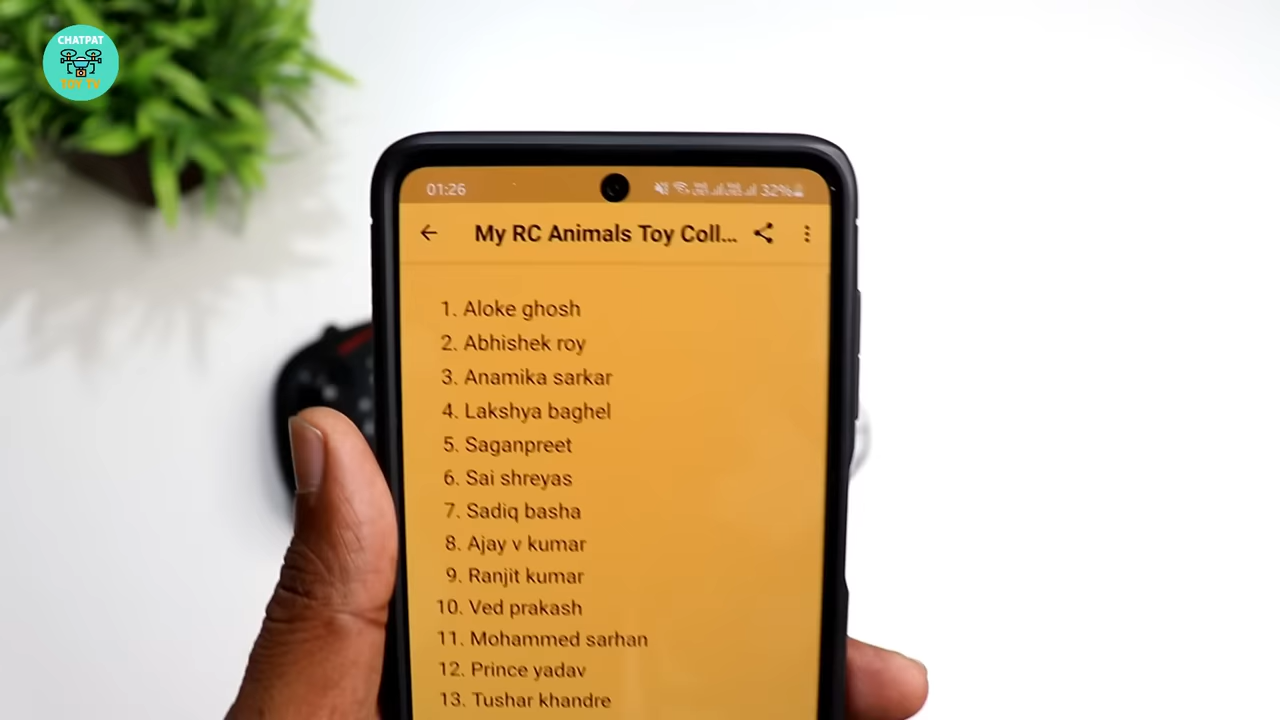 CHATPAT
TOY TV
01:26
32%
My RC Animals Toy Coll...
1. Aloke ghosh
2. Abhishek roy
3. Anamika sarkar
4. Lakshya baghel
5. Saganpreet
6. Sai shreyas
7. Sadiq basha
8. Ajay v kumar
9. Ranjit kumar
10. Ved prakash
11. Mohammed sarhan
12. Prince yadav
13. Tushar khandre